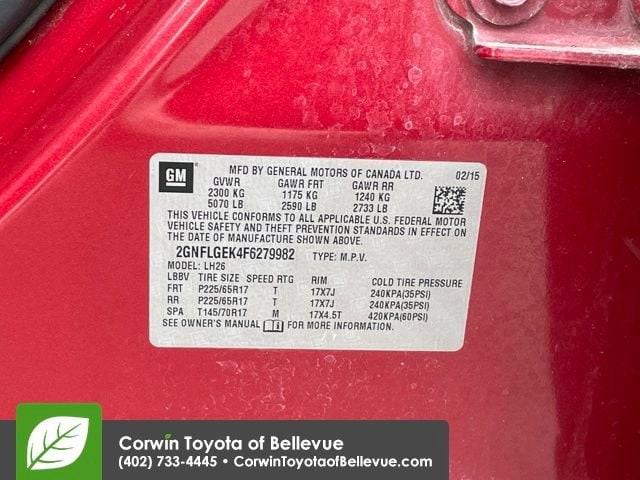 GM MFD BY GENERAL MOTORS OF CANADA LTD. 02/15
GVWR GAWR FRT GAWR RR
2300 KG 1175 KG 1240 KG
5070 LB 2590 LB 2733 LB
THIS VEHICLE CONFORMS TO ALL APPLICABLE U.S. FEDERAL MOTOR
VEHICLE SAFETY AND THEFT PREVENTION STANDARDS IN EFFECT ON
THE DATE OF MANUFACTURE SHOWN ABOVE.
2GNFLGEK4F6279982 TYPE: M.P.V.
MODEL: LH26
LBBV TIRE SIZE SPEED RTG RIM COLD TIRE PRESSURE
FRT P225/65R17 T 17X7J 240KPA(35PSI)
RR P225/65R17 T 17X7J 240KPA(35PSI)
SPA T145/70R17 M 17X4.5T 420KPA(60PSI)
SEE OWNER'S MANUAL FOR MORE INFORMATION
Corwin Toyota of Bellevue
(402) 733-4445 • CorwinToyotaofBellevue.com